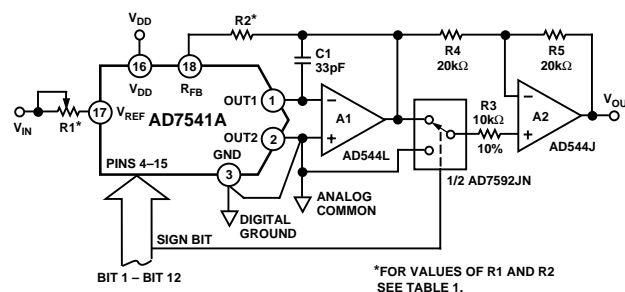 V_DD
R2*
R4
20kΩ
R5
20kΩ
C1
33pF
16
18
V_DD
R_FB
V_IN
R1*
17
V_REF
AD7541A
OUT1
1
OUT2
2
GND
3
PINS 4–15
–
+
A1
AD544L
R3
10kΩ
10%
–
+
A2
AD544J
V_OU
1/2 AD7592JN
ANALOG
COMMON
DIGITAL
GROUND
SIGN BIT
BIT 1 – BIT 12
*FOR VALUES OF R1 AND R2
SEE TABLE 1.